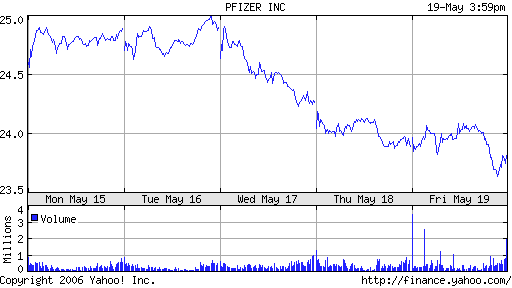 PFIZER INC 19-May 3:59pm
25.0
24.5
24.0
23.5
Mon May 15 Tue May 16 Wed May 17 Thu May 18 Fri May 19
Volume
4
3
2
1
0
Millions
Copyright 2006 Yahoo! Inc. http://finance.yahoo.com/